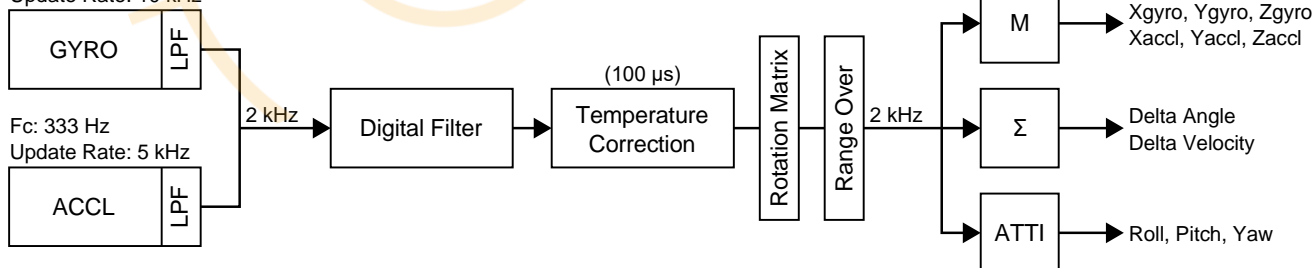 GYRO
LPF
Fc: 333 Hz
Update Rate: 5 kHz
ACCL
LPF
2 kHz
Digital Filter
(100 µs)
Temperature
Correction
Rotation Matrix
Range Over
2 kHz
M
Xgyro, Ygyro, Zgyro
Xaccl, Yaccl, Zaccl
Σ
Delta Angle
Delta Velocity
ATTI
Roll, Pitch, Yaw